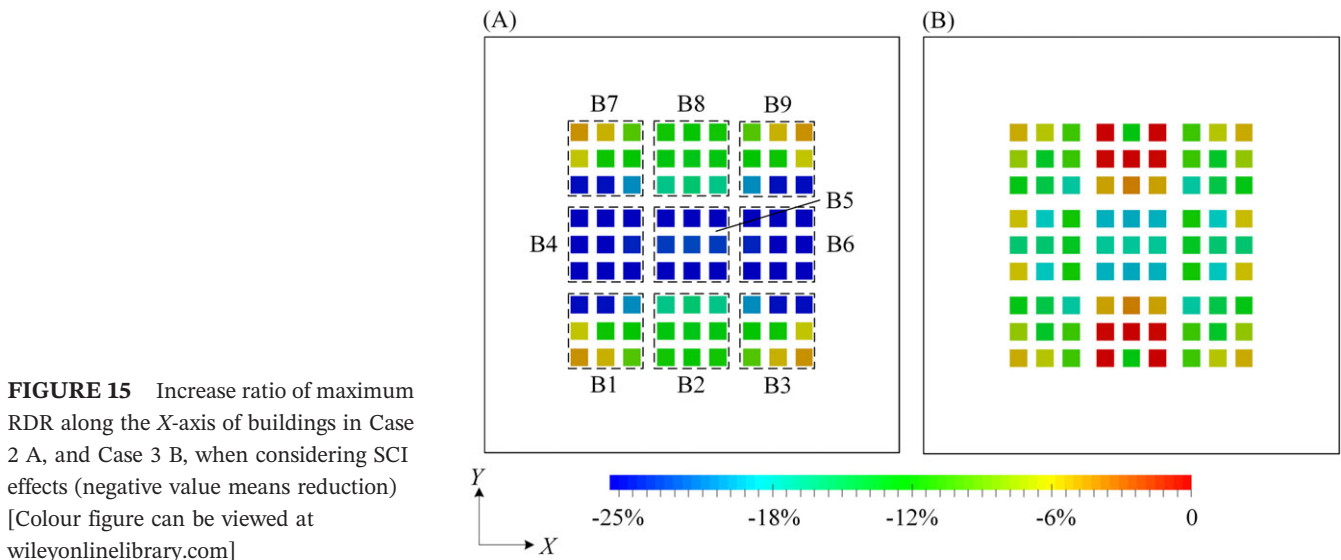 (A)
(B)
B7
B8
B9
B5
B4
B6
B1
B2
B3
FIGURE 15 Increase ratio of maximum
RDR along the X-axis of buildings in Case
2 A, and Case 3 B, when considering SCI
effects (negative value means reduction)
[Colour figure can be viewed at
wileyonlinelibrary.com]
Y
X
-25%
-18%
-12%
-6%
0